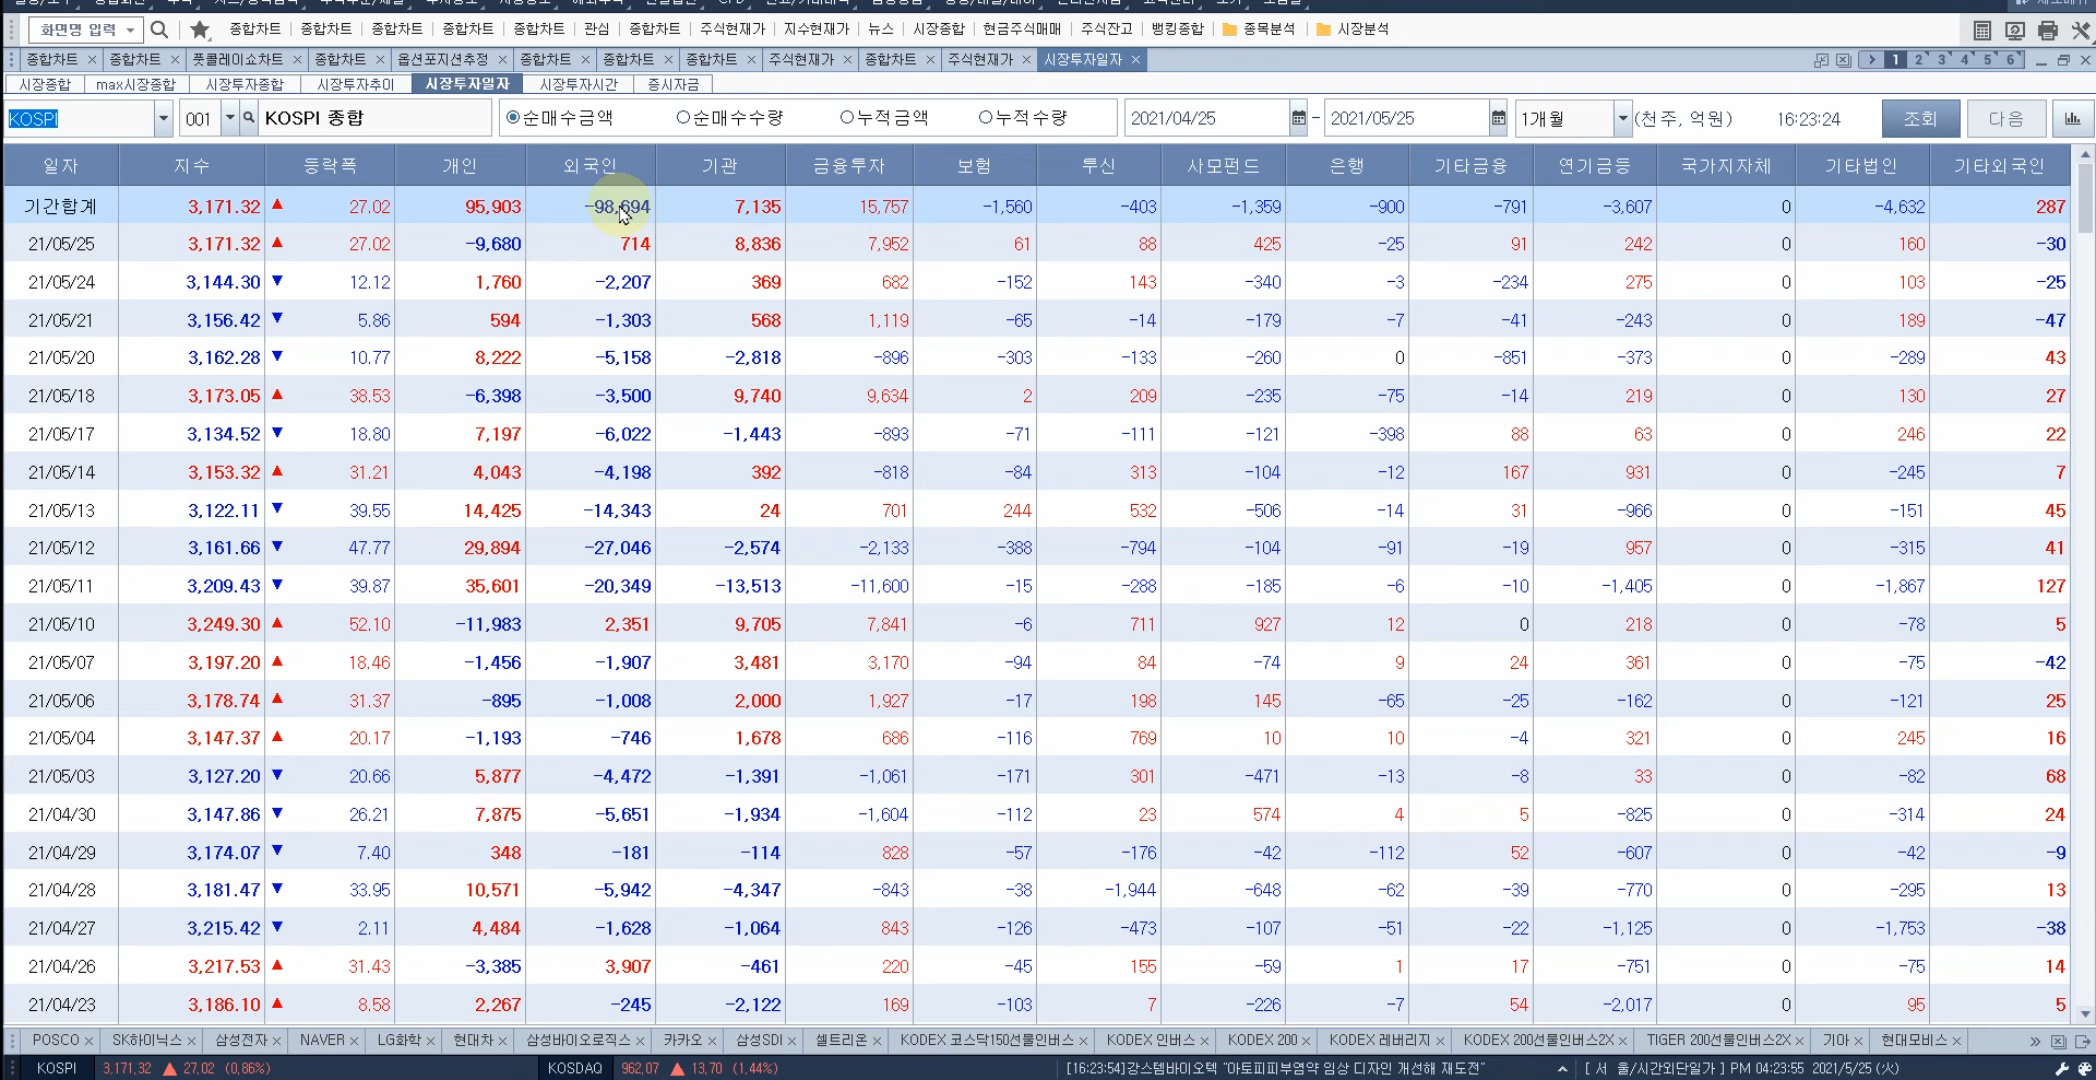 화면명 입력 종합차트 종합차트 종합차트 종합차트 종합차트 관심 종합차트 주식현재가 지수현재가 뉴스 시장종합 현금주식매매 주식잔고 뱅킹종합 종목분석 시장분석
종합차트 × 종합차트 × 풋콜레이쇼차트 × 종합차트 × 옵션포지션추정 × 종합차트 × 종합차트 × 종합차트 × 주식현재가 × 종합차트 × 주식현재가 × 시장투자일자 × 1 2 3 4 5 6
시장종합 max시장종합 시장투자종합 시장투자추이 시장투자일자 시장투자시간 증시자금
KOSPI 001 KOSPI 종합 순매수금액 순매수수량 누적금액 누적수량 2021/04/25 - 2021/05/25 1개월 (천주, 억원) 16:23:24 조회 다음
일자 지수 등락폭 개인 외국인 기관 금융투자 보험 투신 사모펀드 은행 기타금융 연기금등 국가지자체 기타법인 기타외국인
기간합계 3,171.32 ▲ 27.02 95,903 -98,694 7,135 15,757 -1,560 -403 -1,359 -900 -791 -3,607 0 -4,632 287
21/05/25 3,171.32 ▲ 27.02 -9,680 714 8,836 7,952 61 88 425 -25 91 242 0 160 -30
21/05/24 3,144.30 ▼ 12.12 1,760 -2,207 369 682 -152 143 -340 -3 -234 275 0 103 -25
21/05/21 3,156.42 ▼ 5.86 594 -1,303 568 1,119 -65 -14 -179 -7 -41 -243 0 189 -47
21/05/20 3,162.28 ▼ 10.77 8,222 -5,158 -2,818 -896 -303 -133 -260 0 -851 -373 0 -289 43
21/05/18 3,173.05 ▲ 38.53 -6,398 -3,500 9,740 9,634 2 209 -235 -75 -14 219 0 130 27
21/05/17 3,134.52 ▼ 18.80 7,197 -6,022 -1,443 -893 -71 -111 -121 -398 88 63 0 246 22
21/05/14 3,153.32 ▲ 31.21 4,043 -4,198 392 -818 -84 313 -104 -12 167 931 0 -245 7
21/05/13 3,122.11 ▼ 39.55 14,425 -14,343 24 701 244 532 -506 -14 31 -966 0 -151 45
21/05/12 3,161.66 ▼ 47.77 29,894 -27,046 -2,574 -2,133 -388 -794 -104 -91 -19 957 0 -315 41
21/05/11 3,209.43 ▼ 39.87 35,601 -20,349 -13,513 -11,600 -15 -288 -185 -6 -10 -1,405 0 -1,867 127
21/05/10 3,249.30 ▲ 52.10 -11,983 2,351 9,705 7,841 -6 711 927 12 0 218 0 -78 5
21/05/07 3,197.20 ▲ 18.46 -1,456 -1,907 3,481 3,170 -94 84 -74 9 24 361 0 -75 -42
21/05/06 3,178.74 ▲ 31.37 -895 -1,008 2,000 1,927 -17 198 145 -65 -25 -162 0 -121 25
21/05/04 3,147.37 ▲ 20.17 -1,193 -746 1,678 686 -116 769 10 10 -4 321 0 245 16
21/05/03 3,127.20 ▼ 20.66 5,877 -4,472 -1,391 -1,061 -171 301 -471 -13 -8 33 0 -82 68
21/04/30 3,147.86 ▼ 26.21 7,875 -5,651 -1,934 -1,604 -112 23 574 4 5 -825 0 -314 24
21/04/29 3,174.07 ▼ 7.40 348 -181 -114 828 -57 -176 -42 -112 52 -607 0 -42 -9
21/04/28 3,181.47 ▼ 33.95 10,571 -5,942 -4,347 -843 -38 -1,944 -648 -62 -39 -770 0 -295 13
21/04/27 3,215.42 ▼ 2.11 4,484 -1,628 -1,064 843 -126 -473 -107 -51 -22 -1,125 0 -1,753 -38
21/04/26 3,217.53 ▲ 31.43 -3,385 3,907 -461 220 -45 155 -59 1 17 -751 0 -75 14
21/04/23 3,186.10 ▲ 8.58 2,267 -245 -2,122 169 -103 7 -226 -7 54 -2,017 0 95 5
POSCO × SK하이닉스 × 삼성전자 × NAVER × LG화학 × 현대차 × 삼성바이오로직스 × 카카오 × 삼성SDI × 셀트리온 × KODEX 코스닥150선물인버스 × KODEX 인버스 × KODEX 200 × KODEX 레버리지 × KODEX 200선물인버스2X × TIGER 200선물인버스2X × 기아 × 현대모비스 ×
KOSPI 3,171.32 ▲ 27.02 (0.86%) KOSDAQ 962.07 ▲ 13.70 (1.44%) [16:23:54]강스템바이오텍 "아토피피부염약 임상 디자인 개선해 재도전" [ 서 울/시간외단일가 ] PM 04:23:55 2021/5/25 (火)